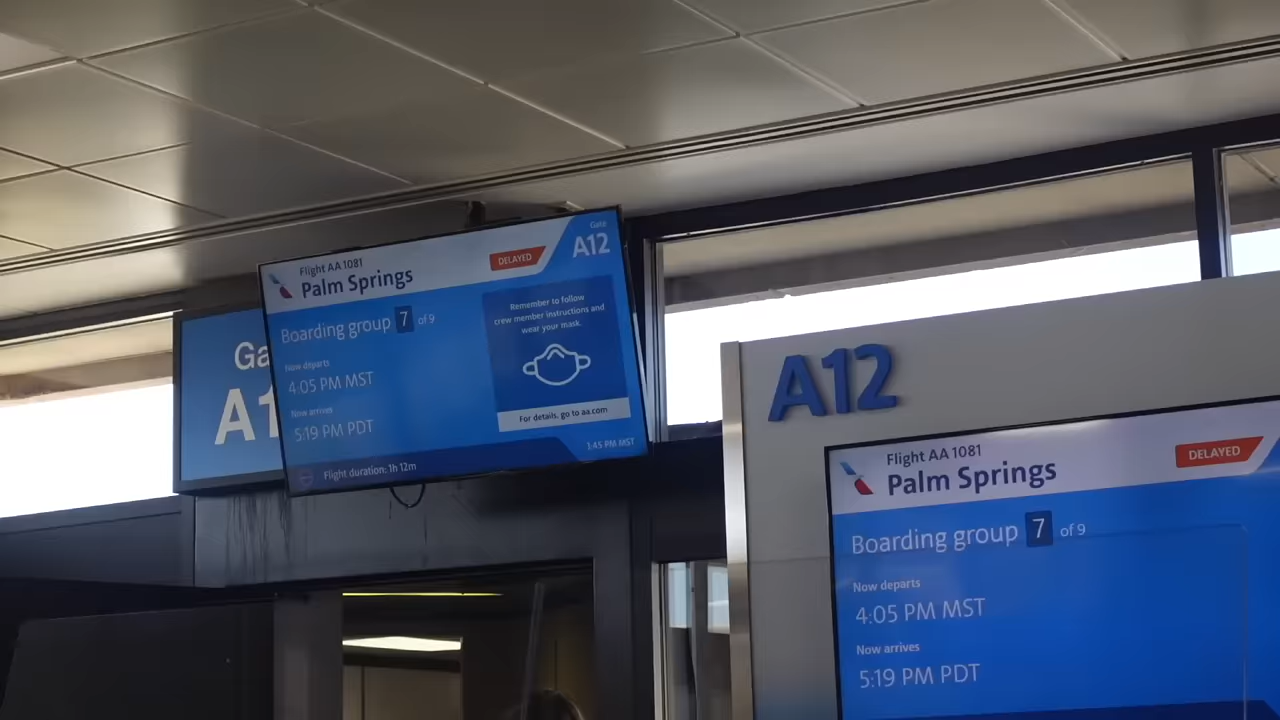 Gate
A12
Flight AA 1081
Palm Springs
DELAYED
Boarding group 7 of 9
Now departs
4:05 PM MST
Now arrives
5:19 PM PDT
Flight duration: 1h 12m
Remember to follow
crew member instructions and
wear your mask.
For details, go to aa.com
3:45 PM MST
Ga
A1
A12
Flight AA 1081
Palm Springs
DELAYED
Boarding group 7 of 9
Now departs
4:05 PM MST
Now arrives
5:19 PM PDT